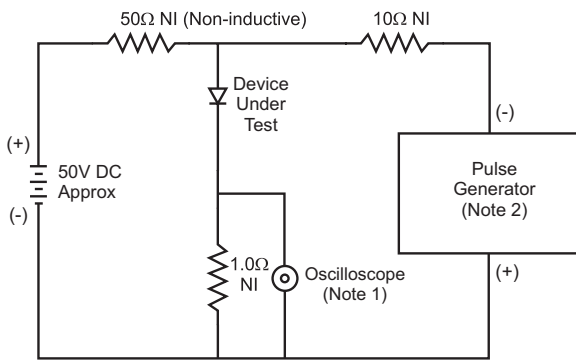 50Ω NI (Non-inductive)
10Ω NI
Device
Under
Test
(-)
(+)
50V DC
Approx
(-)
Pulse
Generator
(Note 2)
1.0Ω
NI
Oscilloscope
(Note 1)
(+)